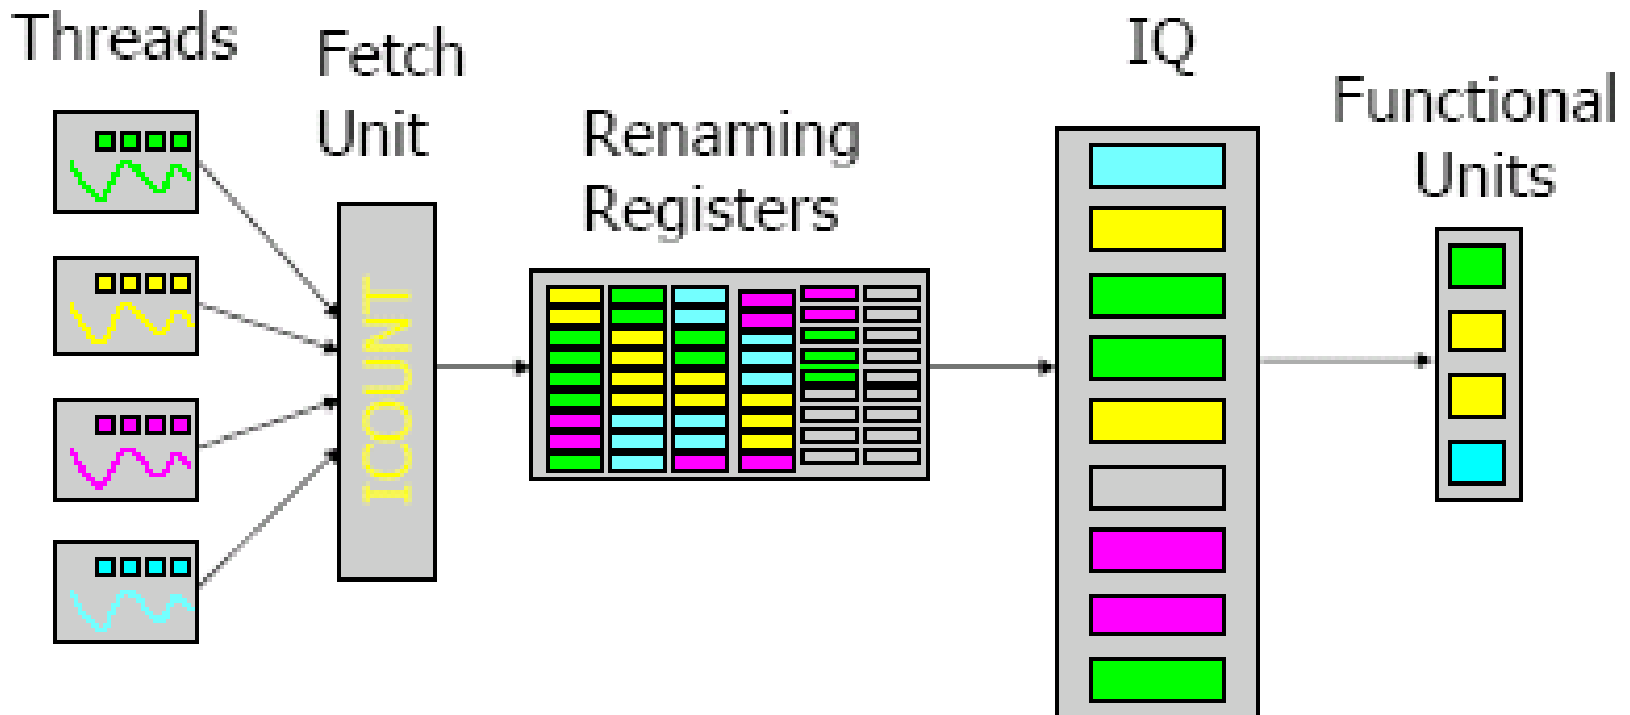 Threads
Fetch
Unit
ICOUNT
Renaming
Registers
IQ
Functional
Units